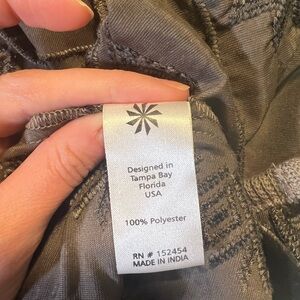 Designed in
Tampa Bay
Florida
USA
100% Polyester
RN # 152454
MADE IN INDIA